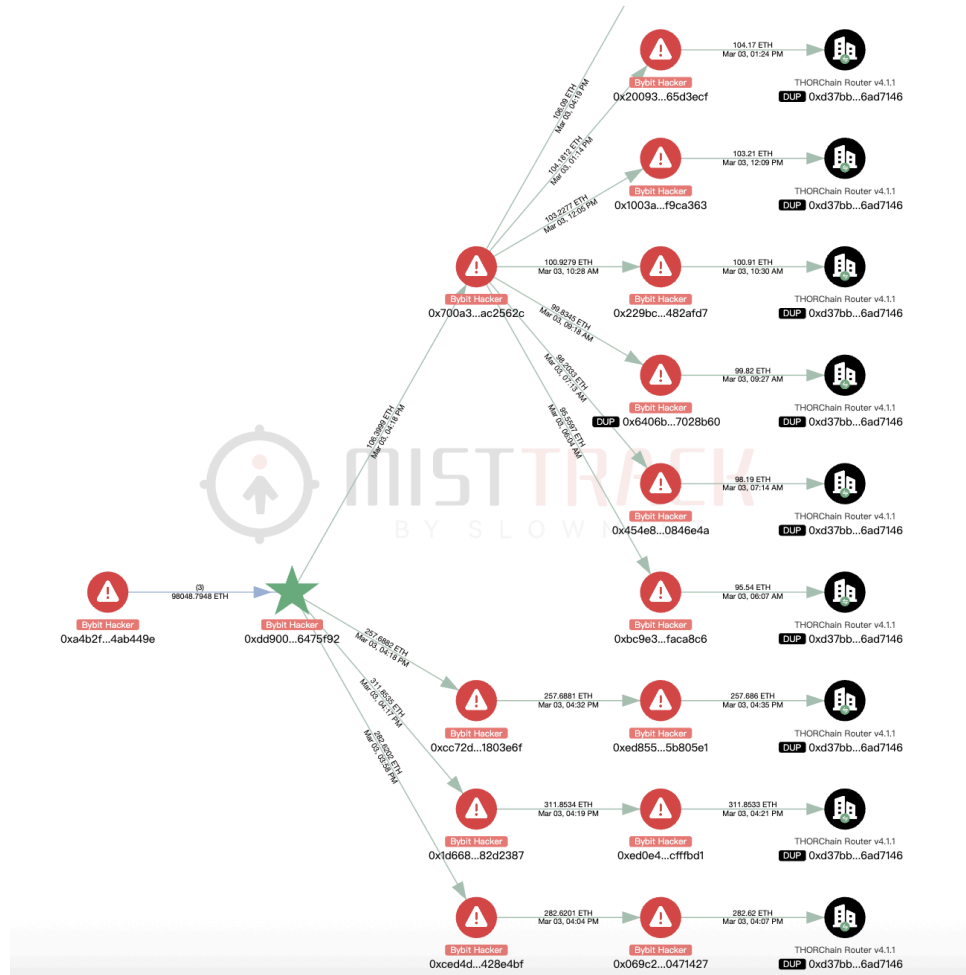 106.09 ETH
Mar 03, 04:19 PM
104.1812 ETH
Mar 03, 01:14 PM
Bybit Hacker
0x20093...65d3ecf
104.17 ETH
Mar 03, 01:24 PM
THORChain Router v4.1.1
DUP 0xd37bb...6ad7146
103.2277 ETH
Mar 03, 12:05 PM
Bybit Hacker
0x1003a...f9ca363
103.21 ETH
Mar 03, 12:09 PM
THORChain Router v4.1.1
DUP 0xd37bb...6ad7146
Bybit Hacker
0x700a3...ac2562c
100.9279 ETH
Mar 03, 10:28 AM
Bybit Hacker
0x229bc...482afd7
100.91 ETH
Mar 03, 10:30 AM
THORChain Router v4.1.1
DUP 0xd37bb...6ad7146
99.8345 ETH
Mar 03, 09:18 AM
Bybit Hacker
DUP 0x6406b...7028b60
99.82 ETH
Mar 03, 09:27 AM
THORChain Router v4.1.1
DUP 0xd37bb...6ad7146
98.2033 ETH
Mar 03, 07:13 AM
Bybit Hacker
0x454e8...0846e4a
98.19 ETH
Mar 03, 07:14 AM
THORChain Router v4.1.1
DUP 0xd37bb...6ad7146
95.5597 ETH
Mar 03, 06:04 AM
Bybit Hacker
0xbc9e3...faca8c6
95.54 ETH
Mar 03, 06:07 AM
THORChain Router v4.1.1
DUP 0xd37bb...6ad7146
106.3999 ETH
Mar 03, 04:18 PM
MISTTRACK
BY SLOWM
Bybit Hacker
0xa4b2f...4ab449e
(3)
98048.7948 ETH
Bybit Hacker
0xdd900...6475f92
257.6882 ETH
Mar 03, 04:18 PM
Bybit Hacker
0xcc72d...1803e6f
257.6881 ETH
Mar 03, 04:32 PM
Bybit Hacker
0xed855...5b805e1
257.686 ETH
Mar 03, 04:35 PM
THORChain Router v4.1.1
DUP 0xd37bb...6ad7146
311.8535 ETH
Mar 03, 04:17 PM
Bybit Hacker
0x1d668...82d2387
311.8534 ETH
Mar 03, 04:19 PM
Bybit Hacker
0xed0e4...cfffbd1
311.8533 ETH
Mar 03, 04:21 PM
THORChain Router v4.1.1
DUP 0xd37bb...6ad7146
282.6202 ETH
Mar 03, 03:58 PM
Bybit Hacker
0xced4d...428e4bf
282.6201 ETH
Mar 03, 04:04 PM
Bybit Hacker
0x069c2...0471427
282.62 ETH
Mar 03, 04:07 PM
THORChain Router v4.1.1
DUP 0xd37bb...6ad7146